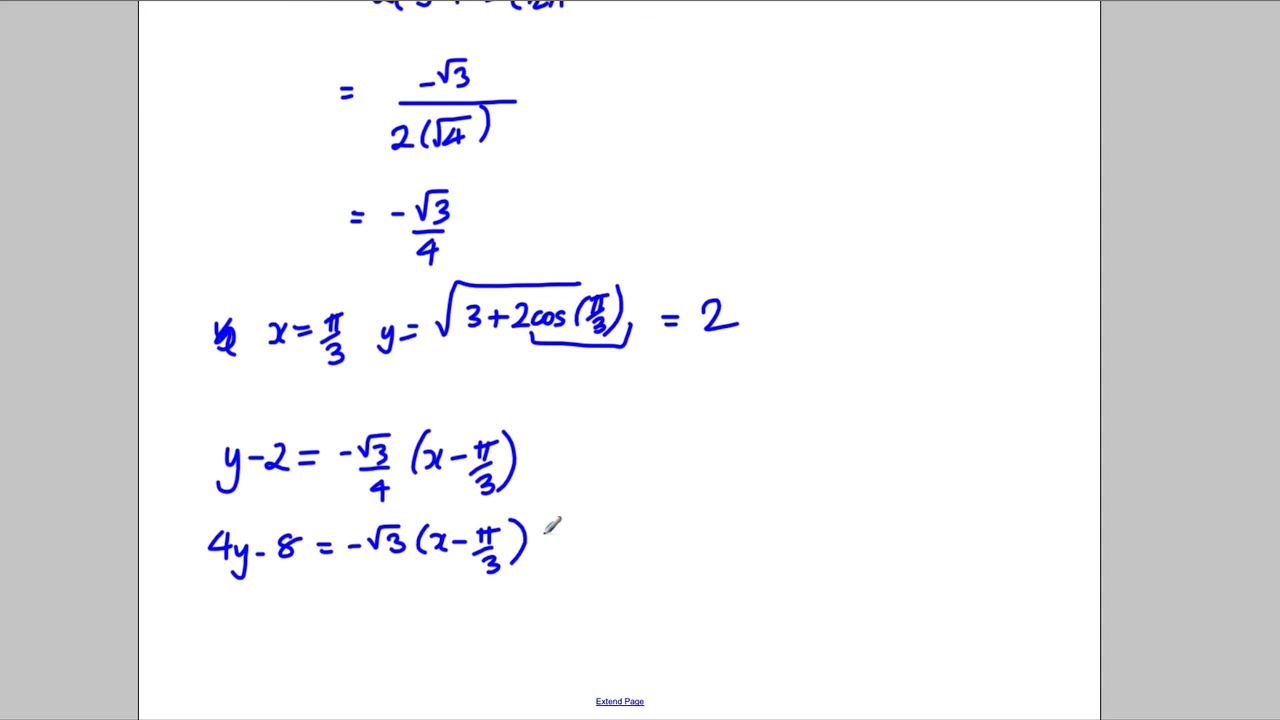 = -√3 / 2(√4)
= -√3 / 4
x = π/3 y = √(3+2cos(π/3)) = 2
y-2 = -√3/4 (x-π/3)
4y-8 = -√3 (x-π/3)
Extend Page